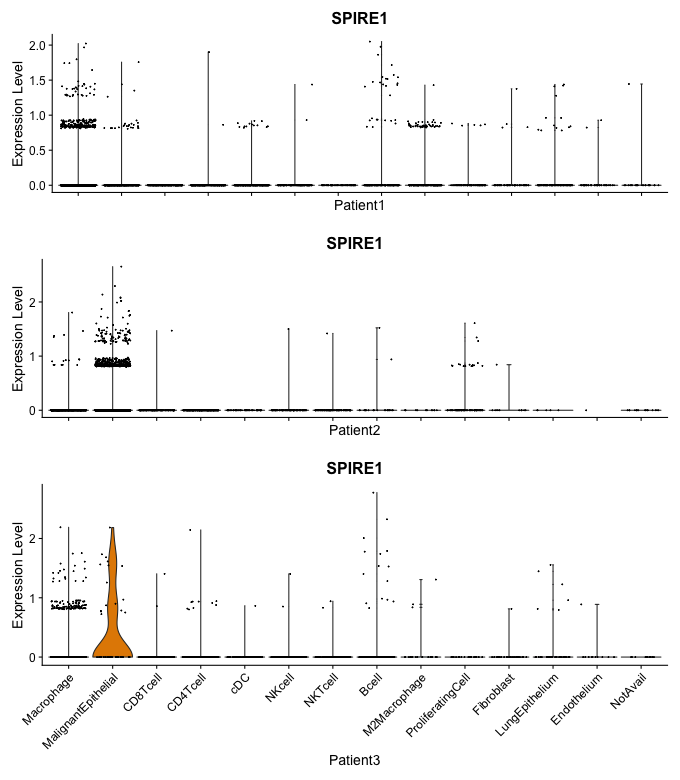 SPIRE1
Expression Level
2.0
1.5
1.0
0.5
0.0
Patient1
SPIRE1
Expression Level
2
1
0
Patient2
SPIRE1
Expression Level
2
1
0
Macrophage
MalignantEpithelial
CD8Tcell
CD4Tcell
cDC
NKcell
NKTcell
Bcell
M2Macrophage
ProliferatingCell
Fibroblast
LungEpithelium
Endothelium
NotAvail
Patient3